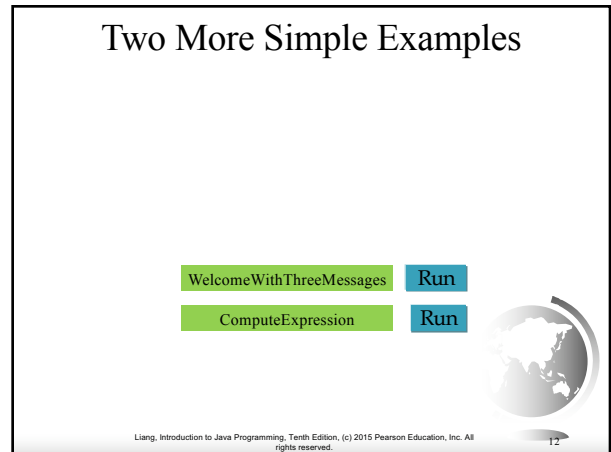 Two More Simple Examples
WelcomeWithThreeMessages Run
ComputeExpression Run
Liang, Introduction to Java Programming, Tenth Edition, (c) 2015 Pearson Education, Inc. All
rights reserved.
12